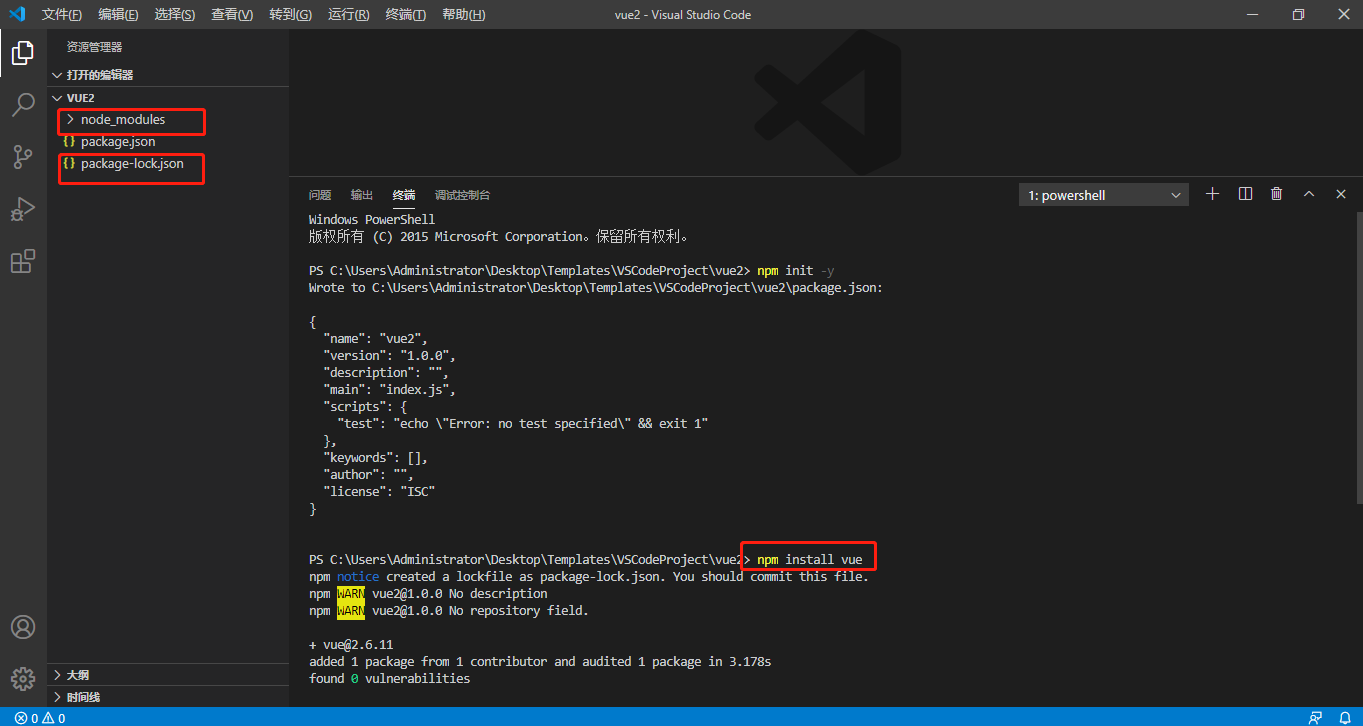 文件(F) 编辑(E) 选择(S) 查看(V) 转到(G) 运行(R) 终端(T) 帮助(H) vue2 - Visual Studio Code
资源管理器
打开的编辑器
VUE2
node_modules
package.json
package-lock.json
大纲
时间线
问题 输出 终端 调试控制台 1: powershell
Windows PowerShell
版权所有 (C) 2015 Microsoft Corporation。保留所有权利。
PS C:\Users\Administrator\Desktop\Templates\VSCodeProject\vue2> npm init -y
Wrote to C:\Users\Administrator\Desktop\Templates\VSCodeProject\vue2\package.json:
{
"name": "vue2",
"version": "1.0.0",
"description": "",
"main": "index.js",
"scripts": {
"test": "echo \"Error: no test specified\" && exit 1"
},
"keywords": [],
"author": "",
"license": "ISC"
}
PS C:\Users\Administrator\Desktop\Templates\VSCodeProject\vue2> npm install vue
npm notice created a lockfile as package-lock.json. You should commit this file.
npm WARN vue2@1.0.0 No description
npm WARN vue2@1.0.0 No repository field.
+ vue@2.6.11
added 1 package from 1 contributor and audited 1 package in 3.178s
found 0 vulnerabilities
0 0